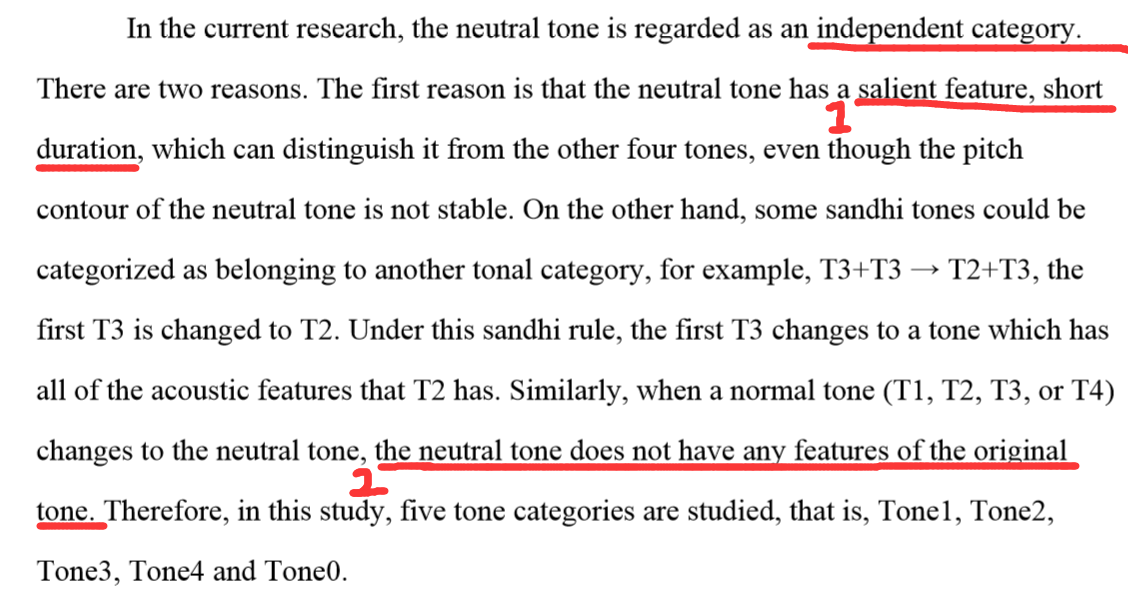 In the current research, the neutral tone is regarded as an independent category.
There are two reasons. The first reason is that the neutral tone has a salient feature, short
1
duration, which can distinguish it from the other four tones, even though the pitch
contour of the neutral tone is not stable. On the other hand, some sandhi tones could be
categorized as belonging to another tonal category, for example, T3+T3 → T2+T3, the
first T3 is changed to T2. Under this sandhi rule, the first T3 changes to a tone which has
all of the acoustic features that T2 has. Similarly, when a normal tone (T1, T2, T3, or T4)
changes to the neutral tone, the neutral tone does not have any features of the original
2
tone. Therefore, in this study, five tone categories are studied, that is, Tone1, Tone2,
Tone3, Tone4 and Tone0.